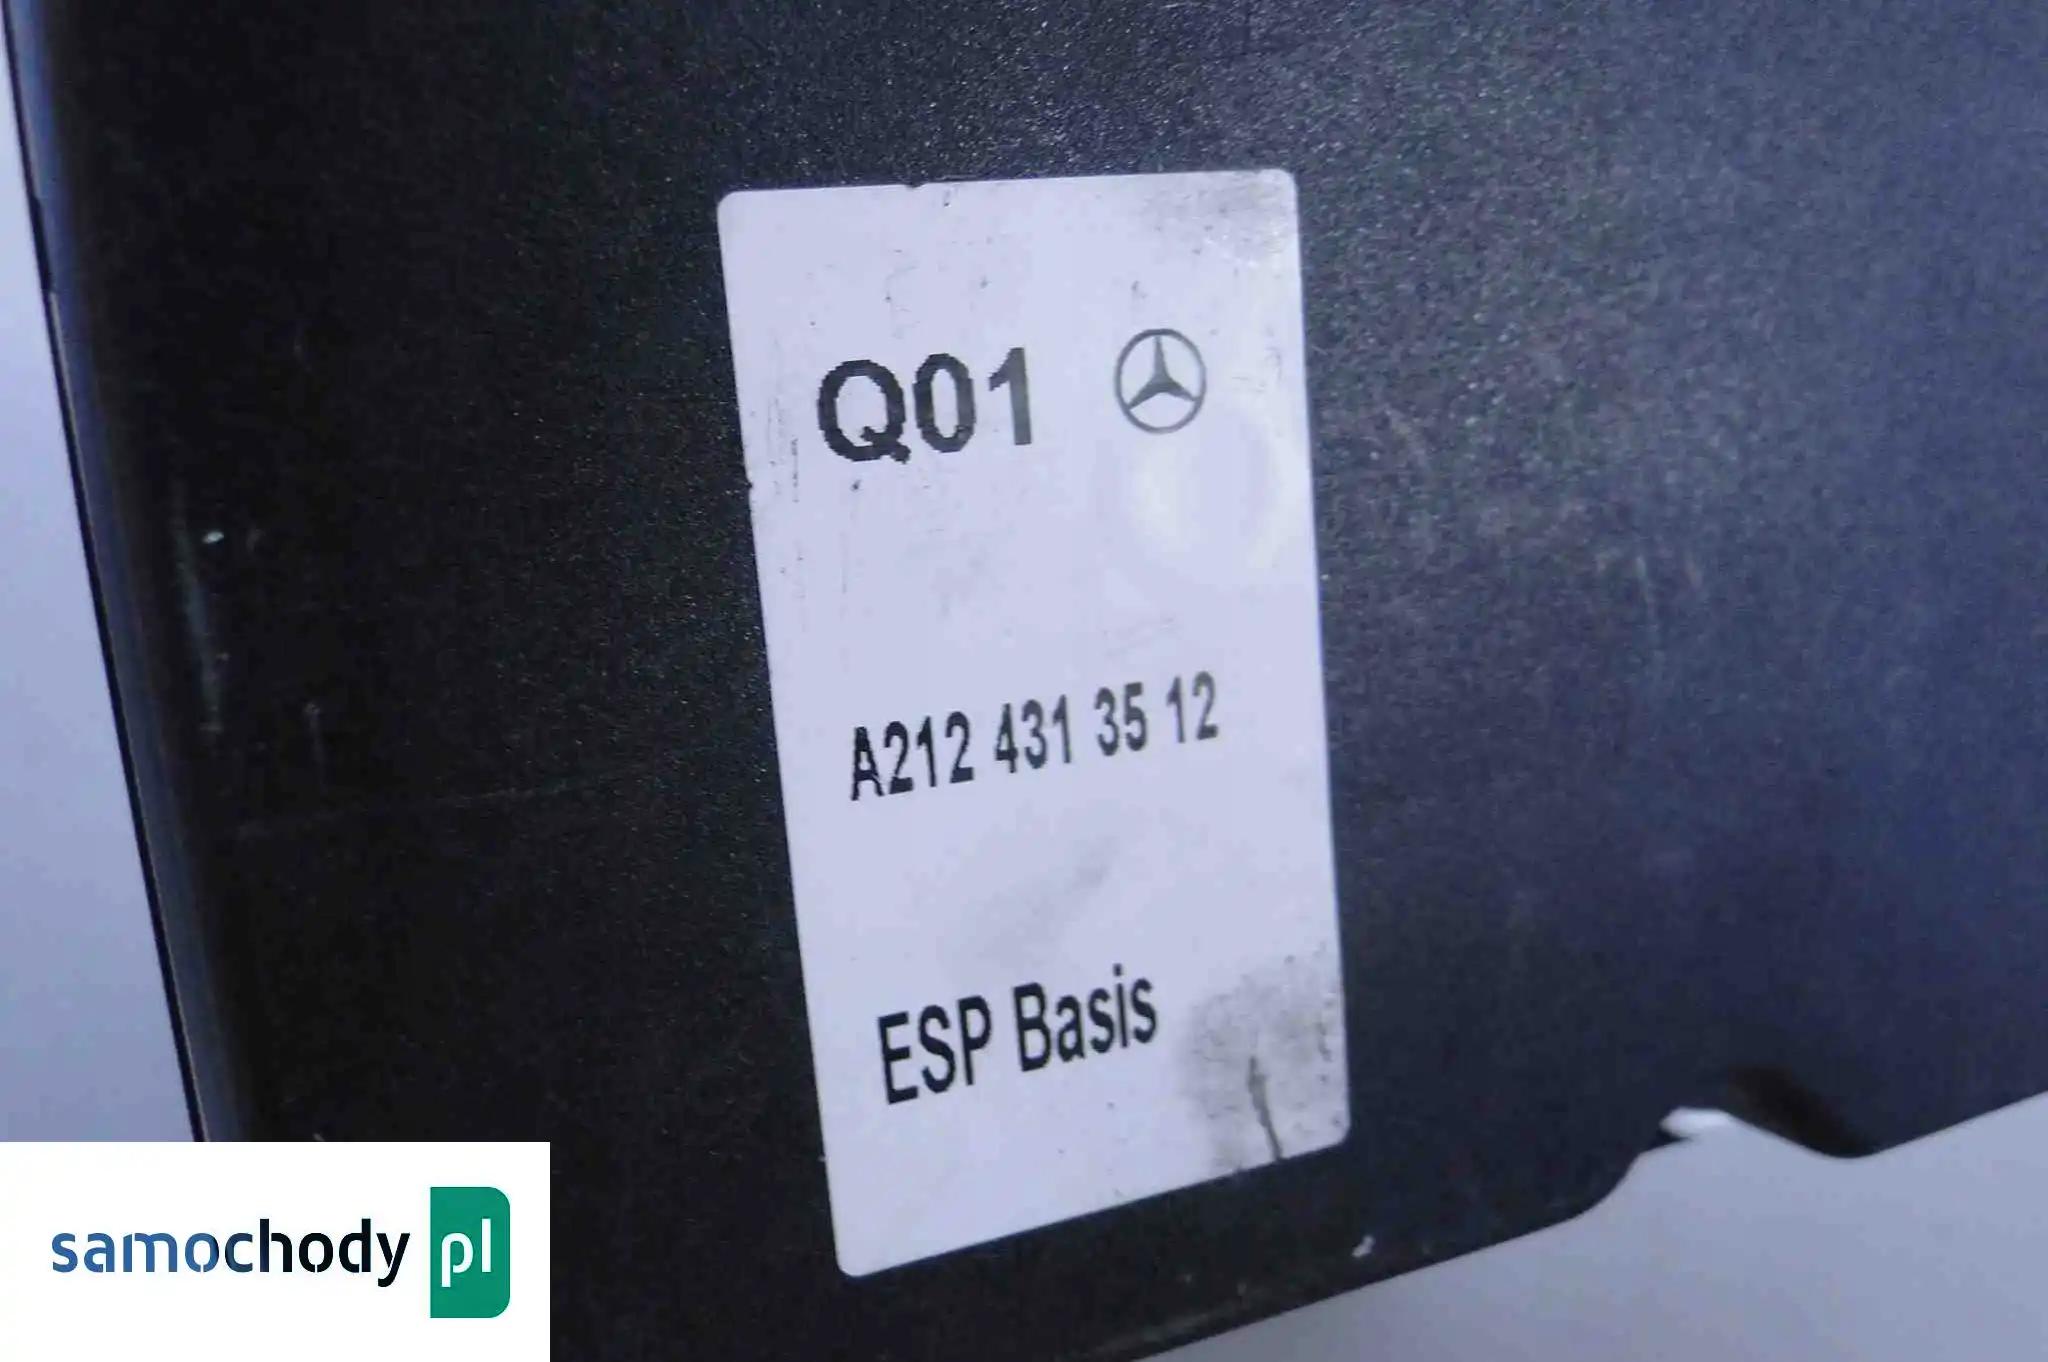 Q01
A212 431 35 12
ESP Basis
samochody pl